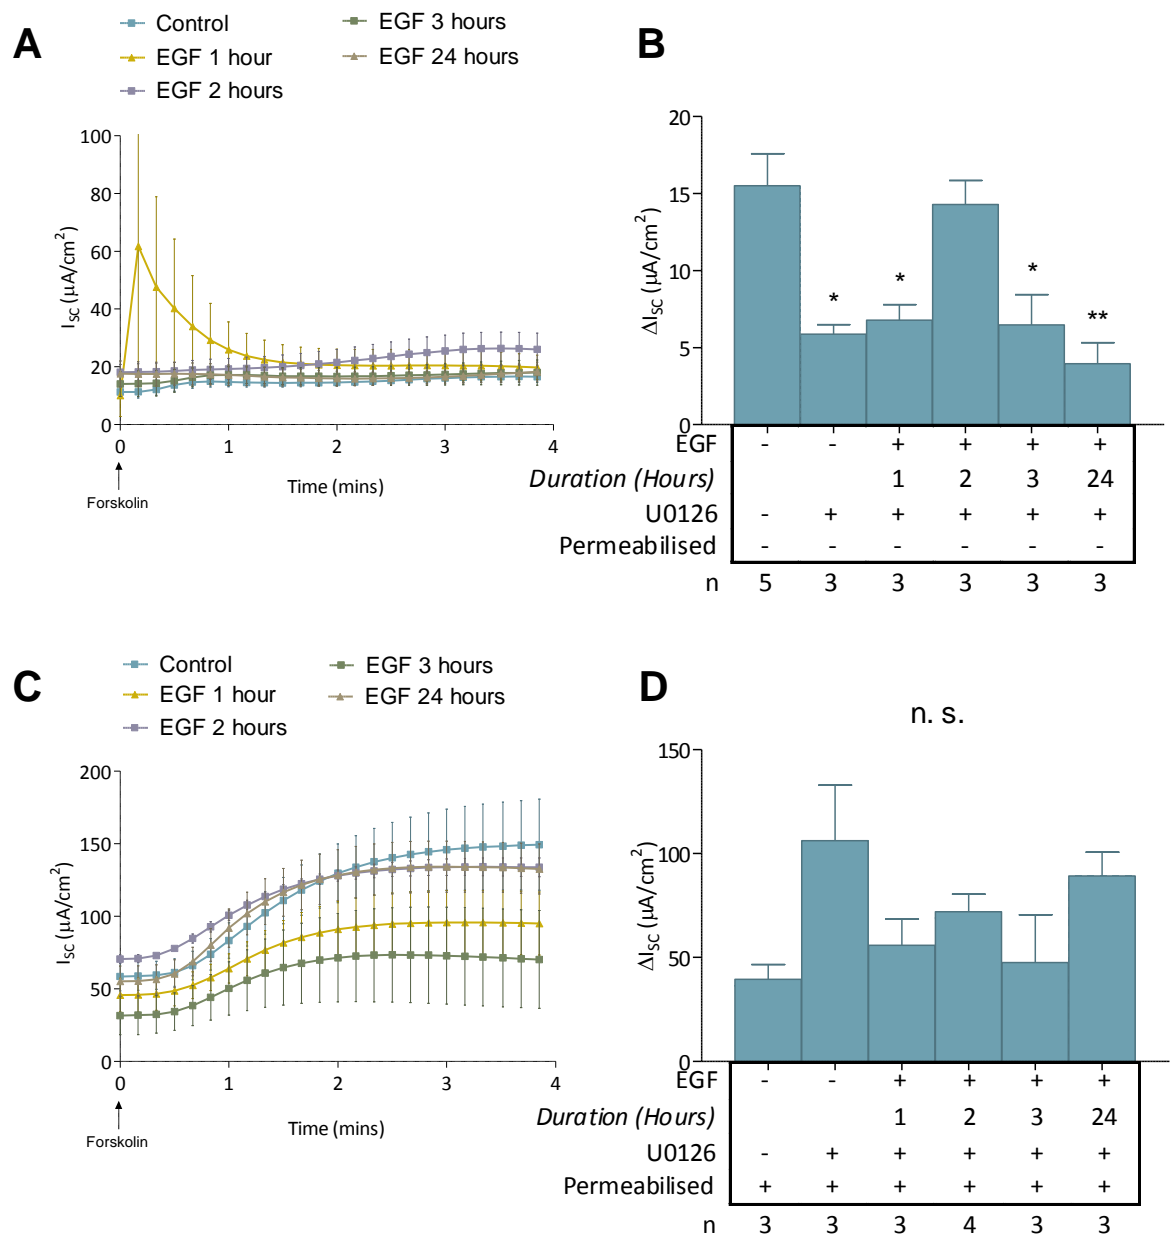 A
Control
EGF 1 hour
EGF 2 hours
EGF 3 hours
EGF 24 hours
I_SC (µA/cm²)
100
80
60
40
20
0
0 1 2 3 4
Time (mins)
Forskolin
B
ΔI_SC (µA/cm²)
20
15
10
5
0
* * * **
EGF - - + + + +
Duration (Hours) 1 2 3 24
U0126 - + + + + +
Permeabilised - - - - - -
n 5 3 3 3 3 3
C
Control
EGF 1 hour
EGF 2 hours
EGF 3 hours
EGF 24 hours
I_SC (µA/cm²)
200
150
100
50
0
0 1 2 3 4
Time (mins)
Forskolin
D
n. s.
ΔI_SC (µA/cm²)
150
100
50
0
EGF - - + + + +
Duration (Hours) 1 2 3 24
U0126 - + + + + +
Permeabilised + + + + + +
n 3 3 3 4 3 3